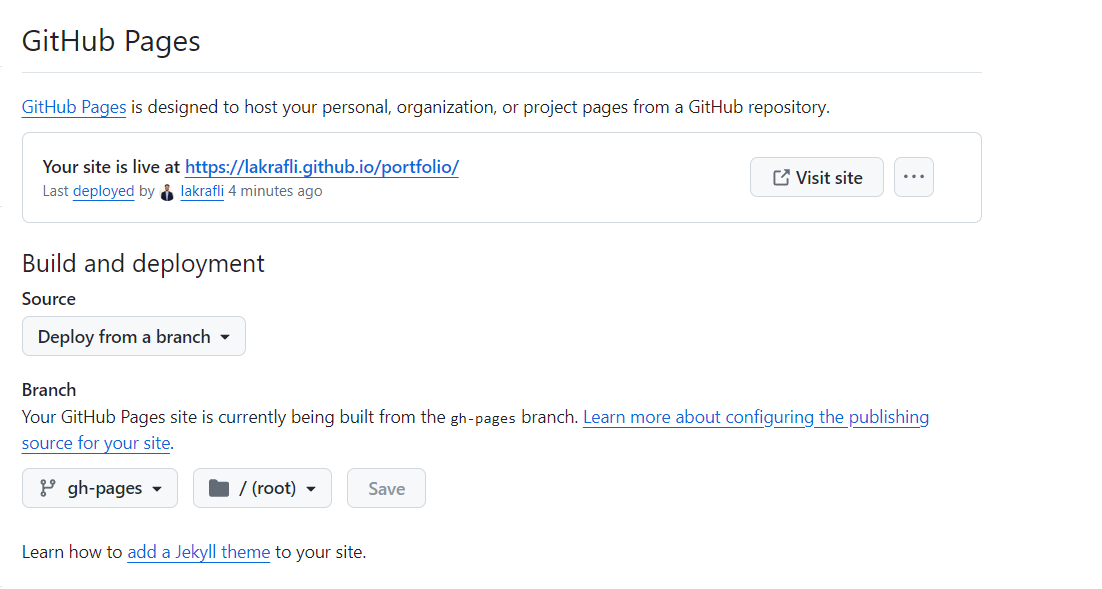 GitHub Pages
GitHub Pages is designed to host your personal, organization, or project pages from a GitHub repository.
Your site is live at https://lakrafli.github.io/portfolio/
Last deployed by lakrafli 4 minutes ago
Visit site
Build and deployment
Source
Deploy from a branch
Branch
Your GitHub Pages site is currently being built from the gh-pages branch. Learn more about configuring the publishing
source for your site.
gh-pages
/ (root)
Save
Learn how to add a Jekyll theme to your site.